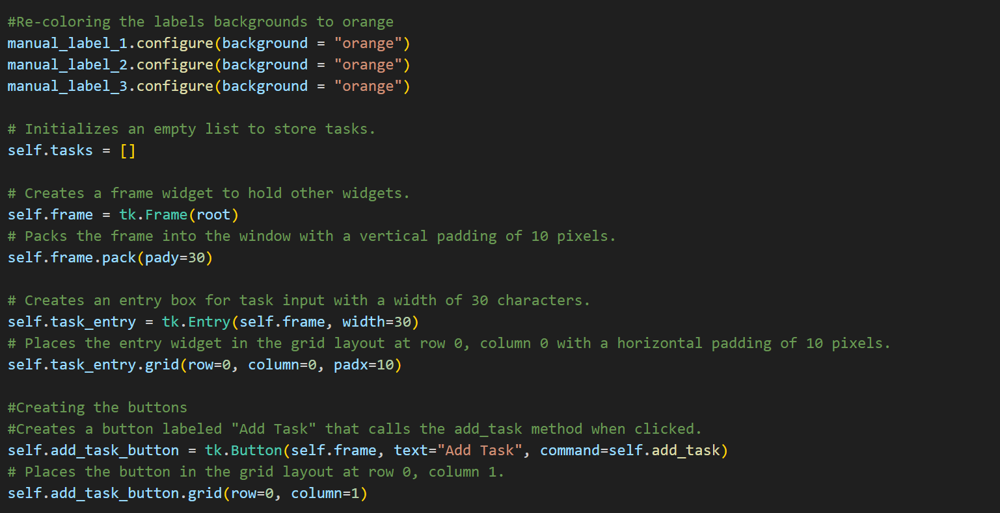 #Re-coloring the labels backgrounds to orange
manual_label_1.configure(background = "orange")
manual_label_2.configure(background = "orange")
manual_label_3.configure(background = "orange")
# Initializes an empty list to store tasks.
self.tasks = []
# Creates a frame widget to hold other widgets.
self.frame = tk.Frame(root)
# Packs the frame into the window with a vertical padding of 10 pixels.
self.frame.pack(pady=30)
# Creates an entry box for task input with a width of 30 characters.
self.task_entry = tk.Entry(self.frame, width=30)
# Places the entry widget in the grid layout at row 0, column 0 with a horizontal padding of 10 pixels.
self.task_entry.grid(row=0, column=0, padx=10)
#Creating the buttons
#Creates a button labeled "Add Task" that calls the add_task method when clicked.
self.add_task_button = tk.Button(self.frame, text="Add Task", command=self.add_task)
# Places the button in the grid layout at row 0, column 1.
self.add_task_button.grid(row=0, column=1)